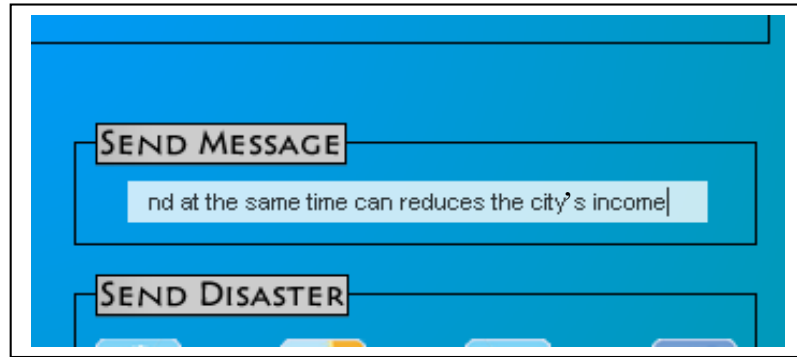 SEND MESSAGE
nd at the same time can reduces the city's income
SEND DISASTER